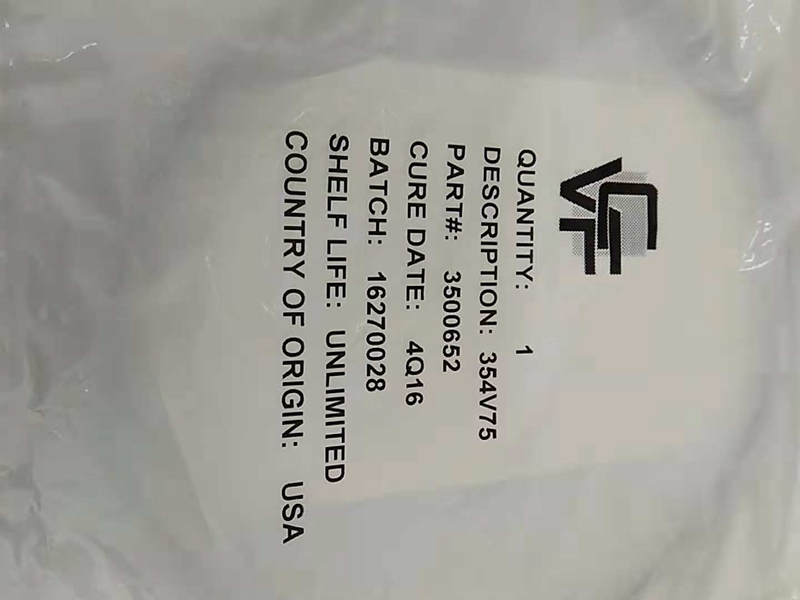 QUANTITY: 1
DESCRIPTION: 354V75
PART#: 3500652
CURE DATE: 4Q16
BATCH: 16270028
SHELF LIFE: UNLIMITED
COUNTRY OF ORIGIN: USA